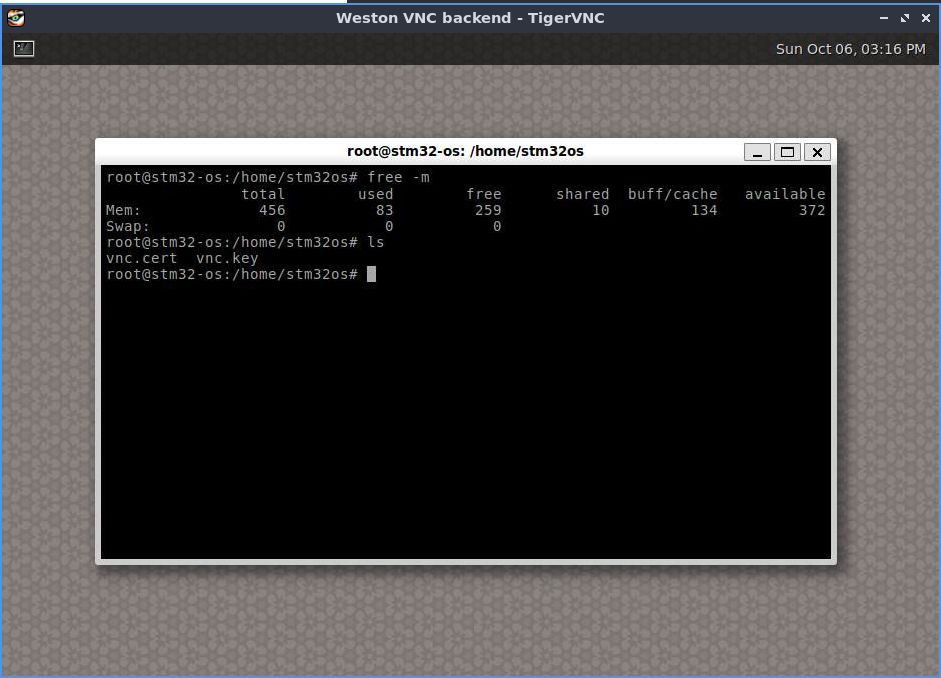 Weston VNC backend - TigerVNC
Sun Oct 06, 03:16 PM
root@stm32-os: /home/stm32os
root@stm32-os:/home/stm32os# free -m
total used free shared buff/cache available
Mem: 456 83 259 10 134 372
Swap: 0 0 0
root@stm32-os:/home/stm32os# ls
vnc.cert vnc.key
root@stm32-os:/home/stm32os#